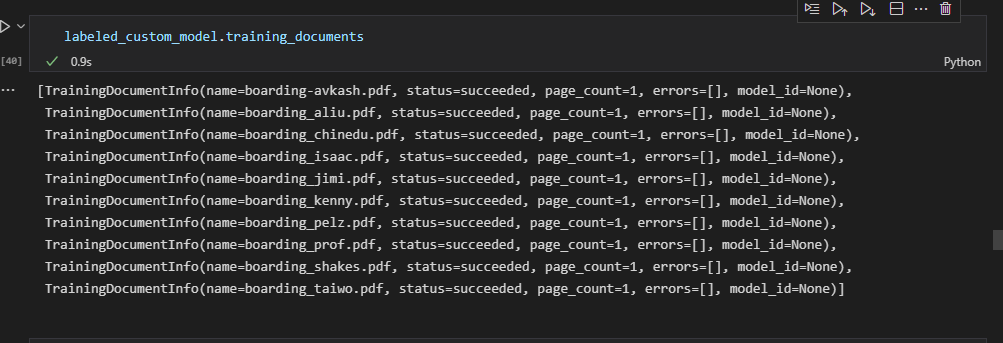 labeled_custom_model.training_documents
[40]
0.9s
Python
[TrainingDocumentInfo(name=boarding-avkash.pdf, status=succeeded, page_count=1, errors=[], model_id=None),
TrainingDocumentInfo(name=boarding_aliu.pdf, status=succeeded, page_count=1, errors=[], model_id=None),
TrainingDocumentInfo(name=boarding_chinedu.pdf, status=succeeded, page_count=1, errors=[], model_id=None),
TrainingDocumentInfo(name=boarding_isaac.pdf, status=succeeded, page_count=1, errors=[], model_id=None),
TrainingDocumentInfo(name=boarding_jimi.pdf, status=succeeded, page_count=1, errors=[], model_id=None),
TrainingDocumentInfo(name=boarding_kenny.pdf, status=succeeded, page_count=1, errors=[], model_id=None),
TrainingDocumentInfo(name=boarding_pelz.pdf, status=succeeded, page_count=1, errors=[], model_id=None),
TrainingDocumentInfo(name=boarding_prof.pdf, status=succeeded, page_count=1, errors=[], model_id=None),
TrainingDocumentInfo(name=boarding_shakes.pdf, status=succeeded, page_count=1, errors=[], model_id=None),
TrainingDocumentInfo(name=boarding_taiwo.pdf, status=succeeded, page_count=1, errors=[], model_id=None)]